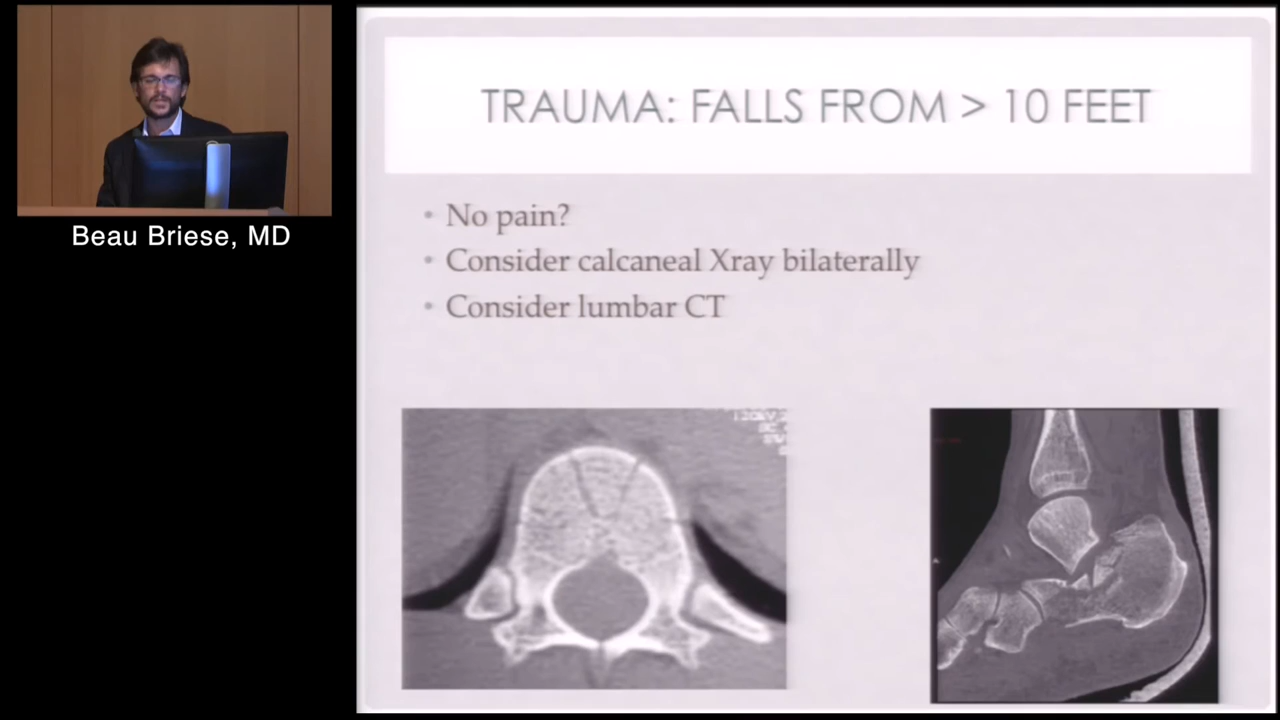 TRAUMA: FALLS FROM > 10 FEET
• No pain?
• Consider calcaneal Xray bilaterally
• Consider lumbar CT
Beau Briese, MD